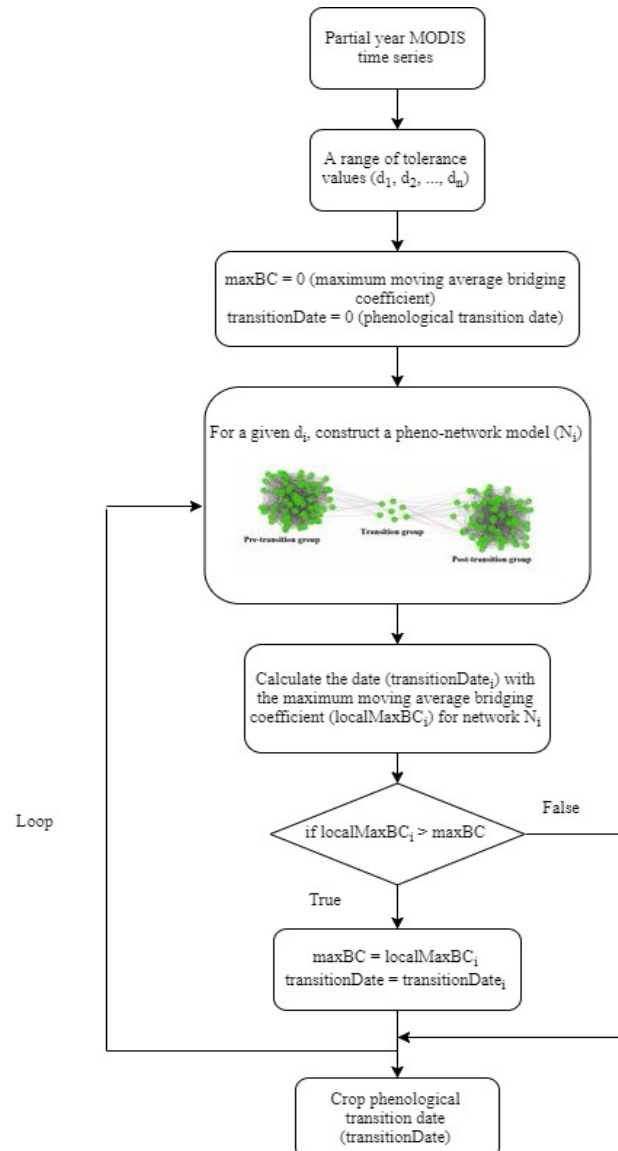 Partial year MODIS
time series
A range of tolerance
values (d₁, d₂, ..., dₙ)
maxBC = 0 (maximum moving average bridging
coefficient)
transitionDate = 0 (phenological transition date)
For a given dᵢ, construct a pheno-network model (Nᵢ)
Pre-transition group
Transition group
Post-transition group
Calculate the date (transitionDateᵢ) with
the maximum moving average bridging
coefficient (localMaxBCᵢ) for network Nᵢ
Loop
False
if localMaxBCᵢ > maxBC
True
maxBC = localMaxBCᵢ
transitionDate = transitionDateᵢ
Crop phenological
transition date
(transitionDate)